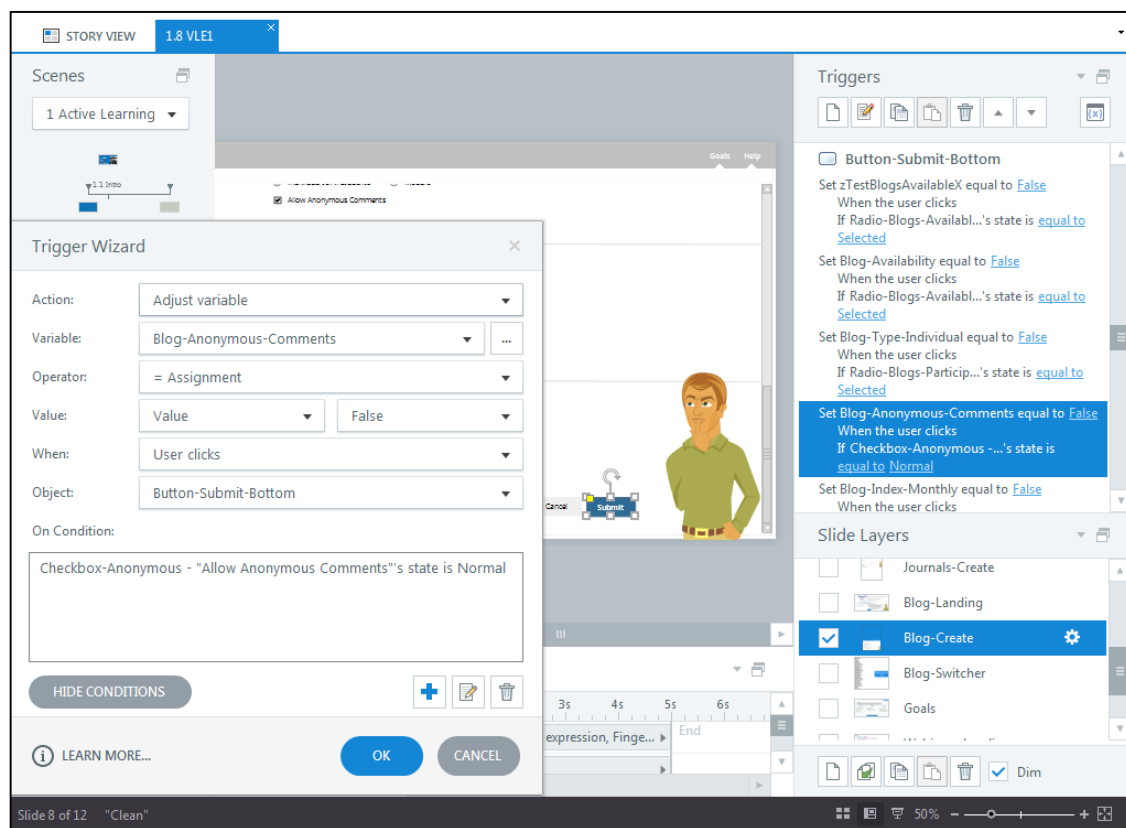 STORY VIEW
1.8 VLE1
Scenes
1 Active Learning
1.1 Intro
Goals Help
Allow Anonymous Comments
Cancel
Submit
Trigger Wizard
Action:
Adjust variable
Variable:
Blog-Anonymous-Comments
...
Operator:
= Assignment
Value:
Value
False
When:
User clicks
Object:
Button-Submit-Bottom
On Condition:
Checkbox-Anonymous - "Allow Anonymous Comments"'s state is Normal
HIDE CONDITIONS
LEARN MORE...
OK
CANCEL
3s 4s 5s 6s
expression, Finge...
End
Triggers
(x)
Button-Submit-Bottom
Set zTestBlogsAvailableX equal to False
When the user clicks
If Radio-Blogs-Availabl...'s state is equal to
Selected
Set Blog-Availability equal to False
When the user clicks
If Radio-Blogs-Availabl...'s state is equal to
Selected
Set Blog-Type-Individual equal to False
When the user clicks
If Radio-Blogs-Particip...'s state is equal to
Selected
Set Blog-Anonymous-Comments equal to False
When the user clicks
If Checkbox-Anonymous -...'s state is
equal to Normal
Set Blog-Index-Monthly equal to False
When the user clicks
Slide Layers
Journals-Create
Blog-Landing
Blog-Create
Blog-Switcher
Goals
Dim
Slide 8 of 12 "Clean"
50%